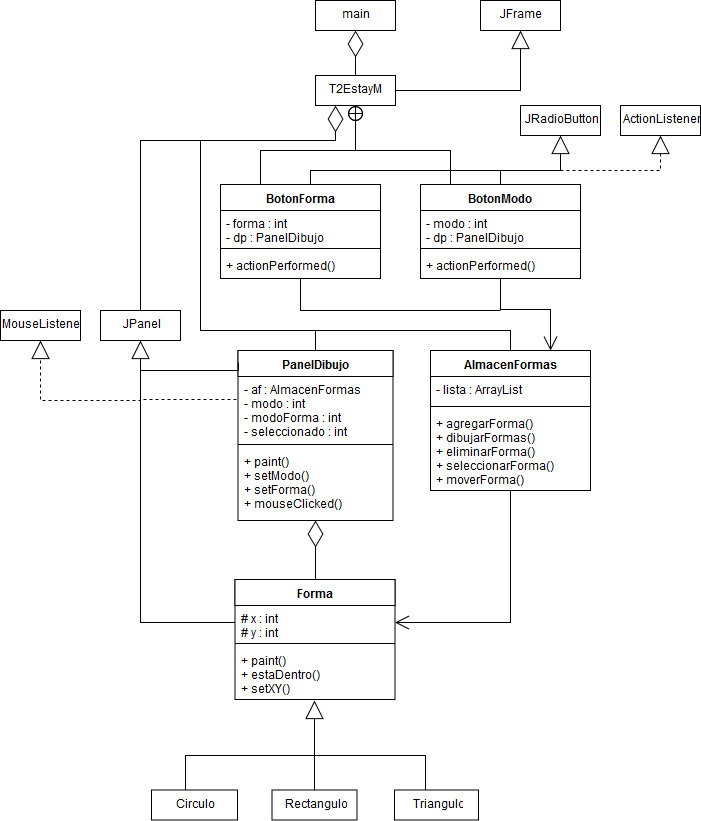 main
JFrame
T2EstayM
JRadioButton
ActionListener
BotonForma
- forma : int
- dp : PanelDibujo
+ actionPerformed()
BotonModo
- modo : int
- dp : PanelDibujo
+ actionPerformed()
MouseListene
JPanel
PanelDibujo
- af : AlmacenFormas
- modo : int
- modoForma : int
- seleccionado : int
+ paint()
+ setModo()
+ setForma()
+ mouseClicked()
AlmacenFormas
- lista : ArrayList
+ agregarForma()
+ dibujarFormas()
+ eliminarForma()
+ seleccionarForma()
+ moverForma()
Forma
# x : int
# y : int
+ paint()
+ estaDentro()
+ setXY()
Circulo
Rectangulo
Triangulo